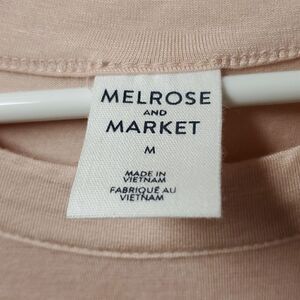 MELROSE
AND
MARKET
M
MADE IN
VIETNAM
FABRIQUÉ AU
VIETNAM